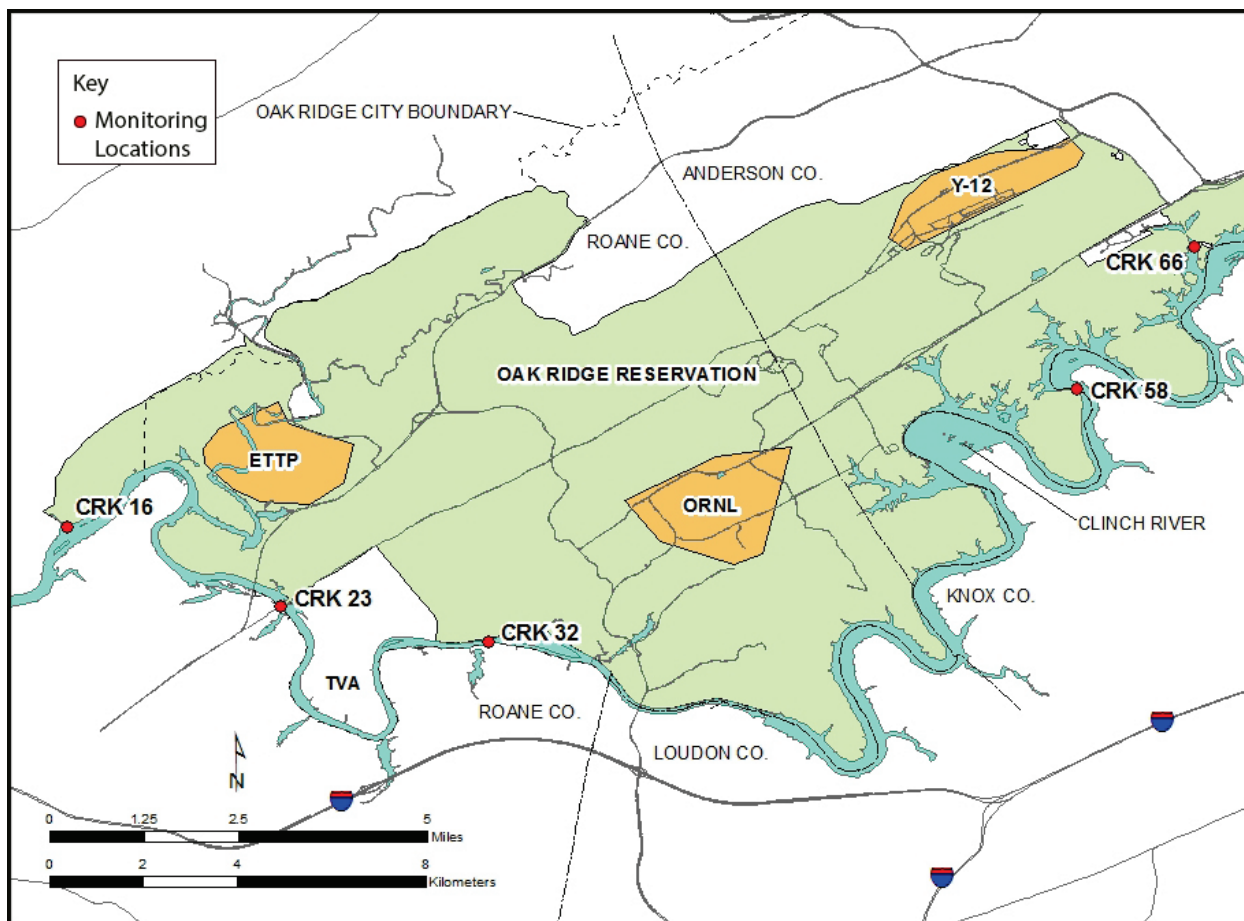 Key
Monitoring
Locations
OAK RIDGE CITY BOUNDARY
ANDERSON CO.
ROANE CO.
Y-12
CRK 66
OAK RIDGE RESERVATION
CRK 58
ETTP
ORNL
CRK 16
CLINCH RIVER
CRK 23
KNOX CO.
CRK 32
TVA
ROANE CO.
LOUDON CO.
N
0 1.25 2.5 5
Miles
0 2 4 8
Kilometers